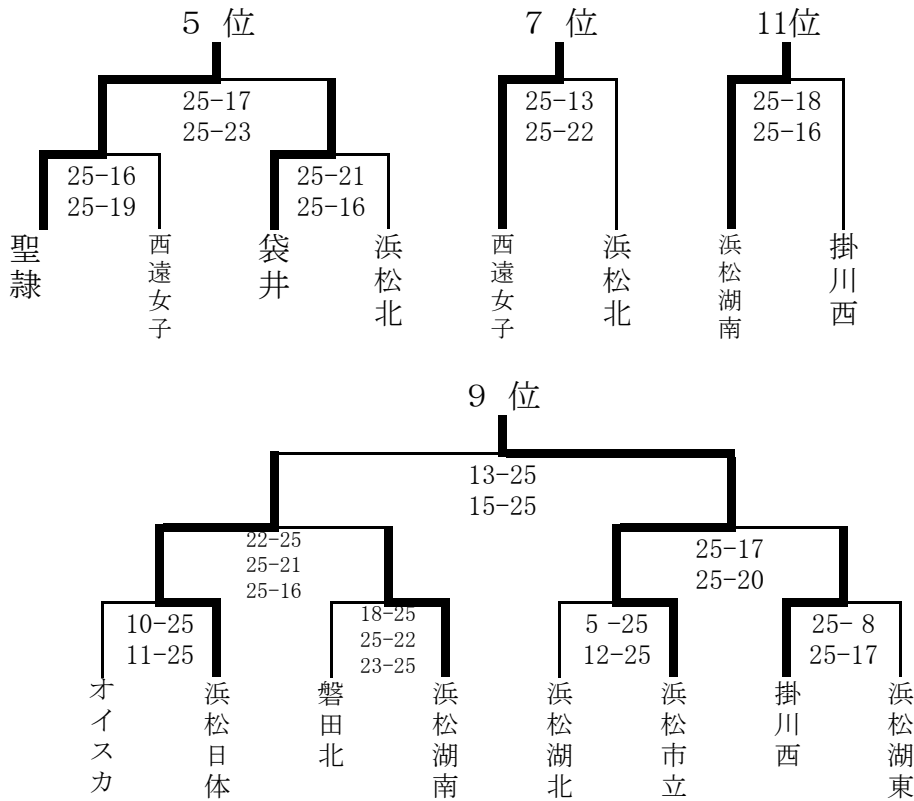 5 位
7 位
11位
25-17
25-23
25-13
25-22
25-18
25-16
25-16
25-19
25-21
25-16
聖隷
西遠女子
袋井
浜松北
西遠女子
浜松北
浜松湖南
掛川西
9 位
13-25
15-25
22-25
25-21
25-16
25-17
25-20
10-25
11-25
18-25
25-22
23-25
5 -25
12-25
25- 8
25-17
オイスカ
浜松日体
磐田北
浜松湖南
浜松湖北
浜松市立
掛川西
浜松湖東